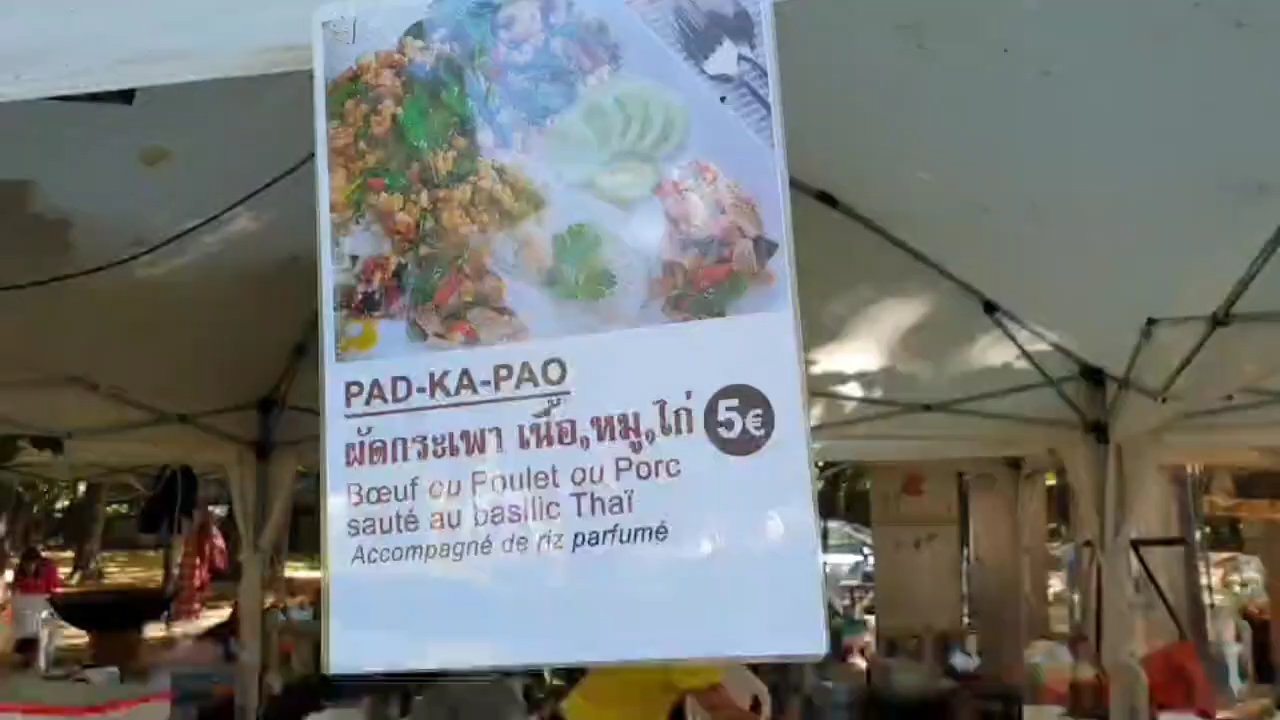 PAD-KA-PAO
ผัดกระเพา เนื้อ,หมู,ไก่ 5€
Bœuf ou Poulet ou Porc
sauté au basilic Thaï
Accompagné de riz parfumé